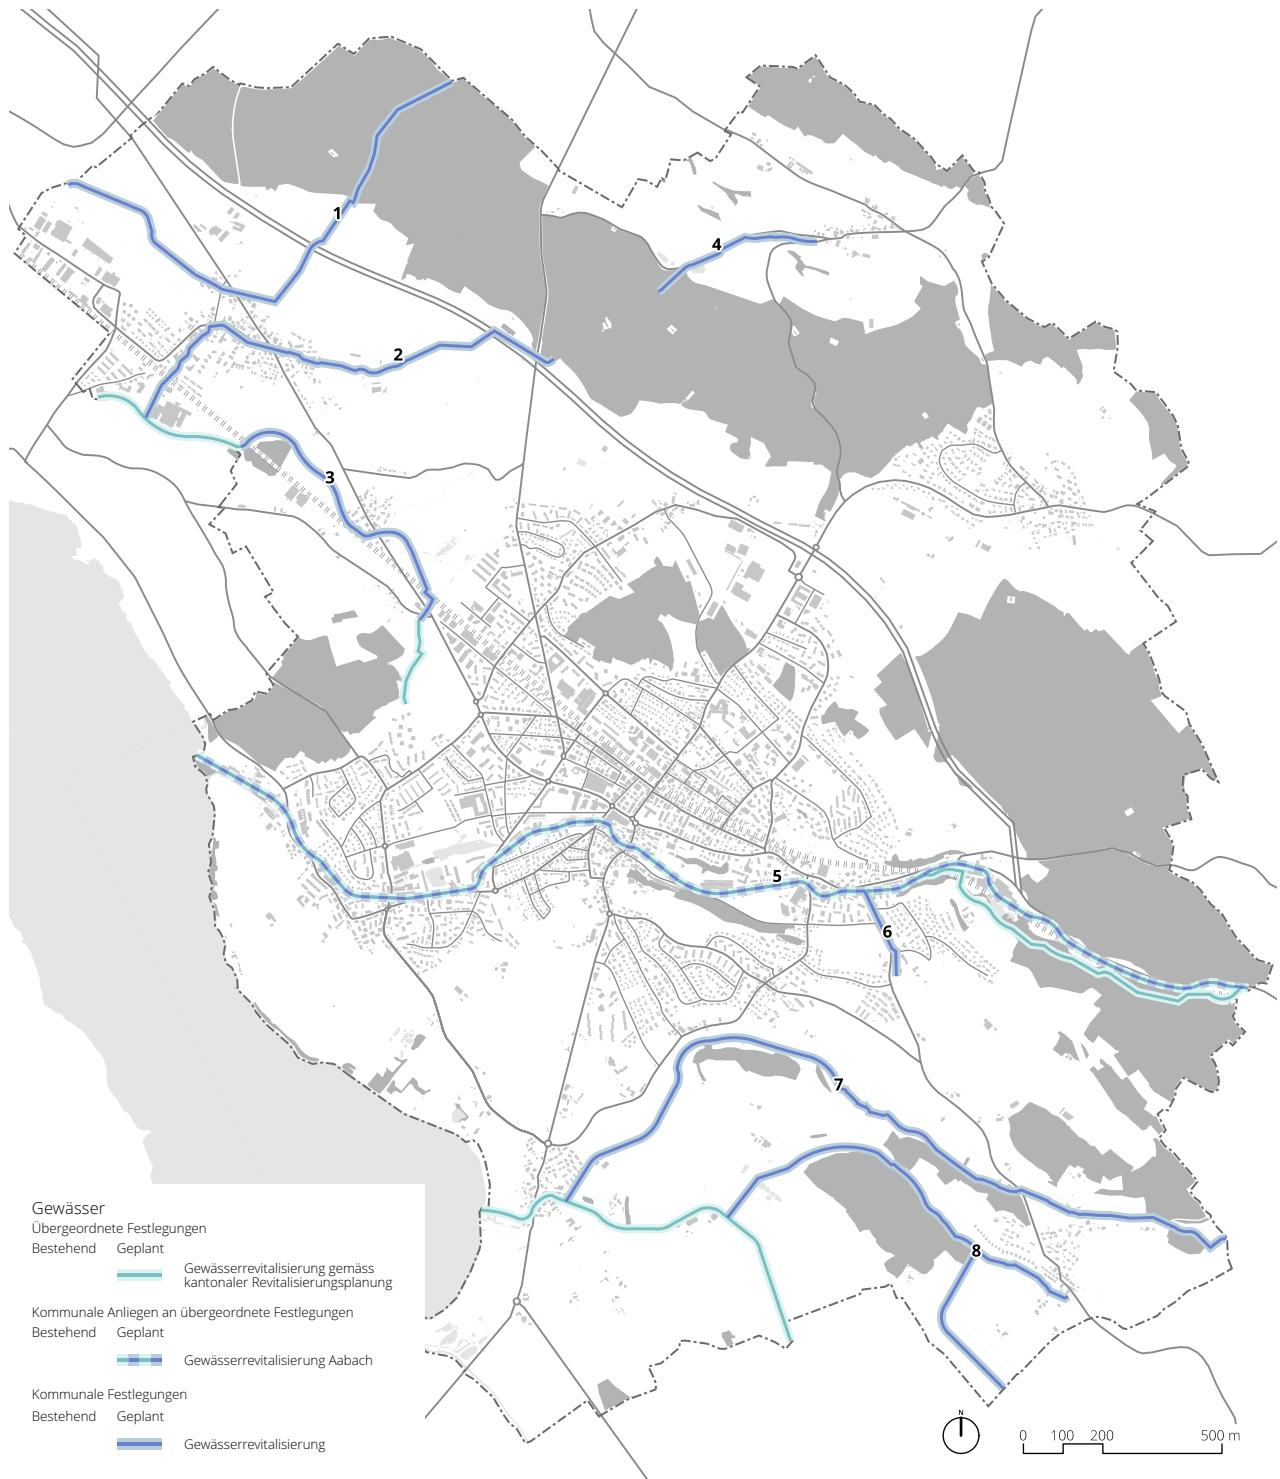 1
4
2
3
5
6
7
8
Gewässer
Übergeordnete Festlegungen
Bestehend Geplant
Gewässerrevitalisierung gemäss
kantonaler Revitalisierungsplanung
Kommunale Anliegen an übergeordnete Festlegungen
Bestehend Geplant
Gewässerrevitalisierung Aabach
Kommunale Festlegungen
Bestehend Geplant
Gewässerrevitalisierung
N
0 100 200 500 m